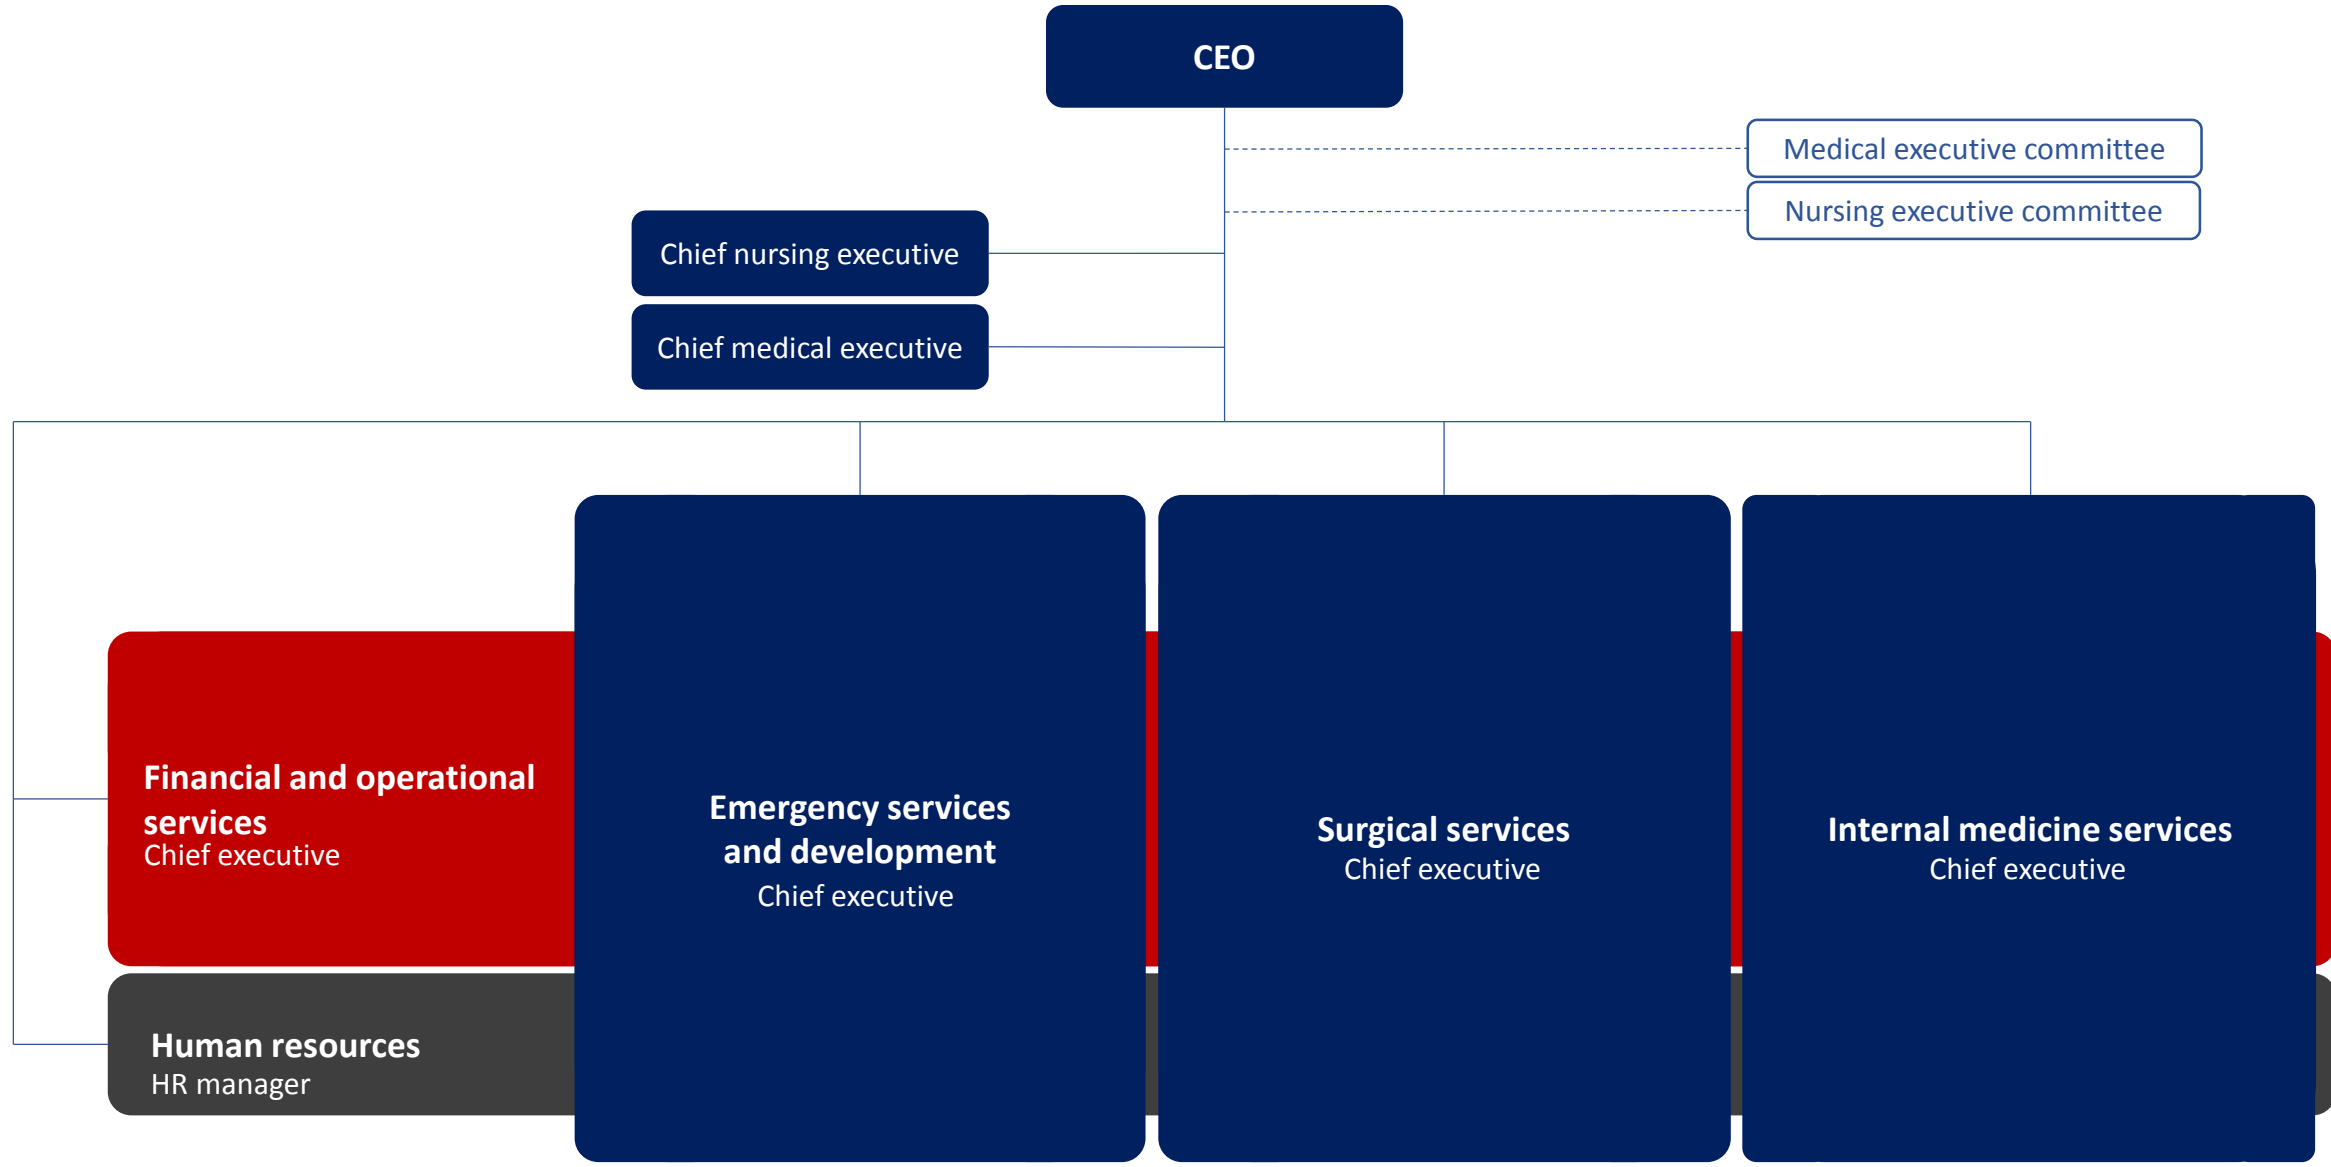 CEO
Medical executive committee
Nursing executive committee
Chief nursing executive
Chief medical executive
Financial and operational
services
Chief executive
Emergency services
and development
Chief executive
Surgical services
Chief executive
Internal medicine services
Chief executive
Human resources
HR manager